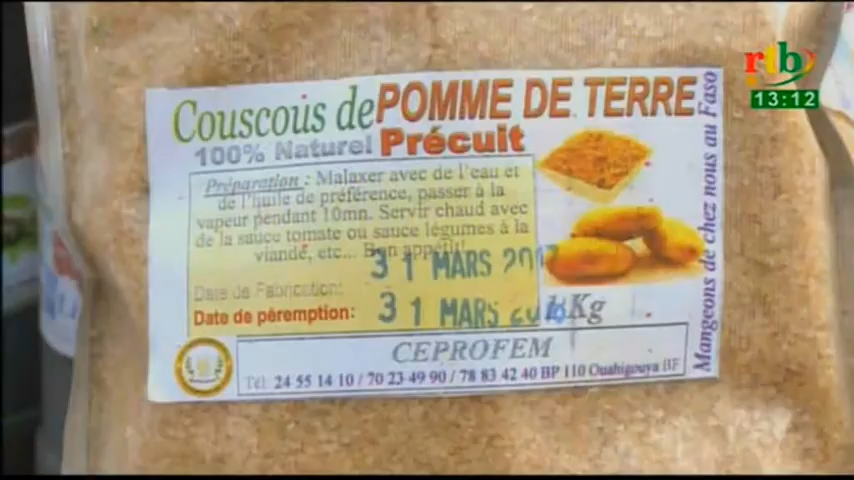 rtb
13:12
Couscous de POMME DE TERRE
100% Naturel Précuit
Préparation : Malaxer avec de l'eau et
de l'huile de préférence, passer à la
vapeur pendant 10mn. Servir chaud avec
de la sauce tomate ou sauce légumes à la
viande, etc... Bon appétit!
31 MARS 2017
Date de Fabrication:
Date de péremption: 31 MARS
1Kg
CEPROFEM
Tél: 24 55 14 10 / 70 23 49 90 / 78 83 42 40 BP 110 Ouahigouya BF
Mangeons de chez nous au Faso